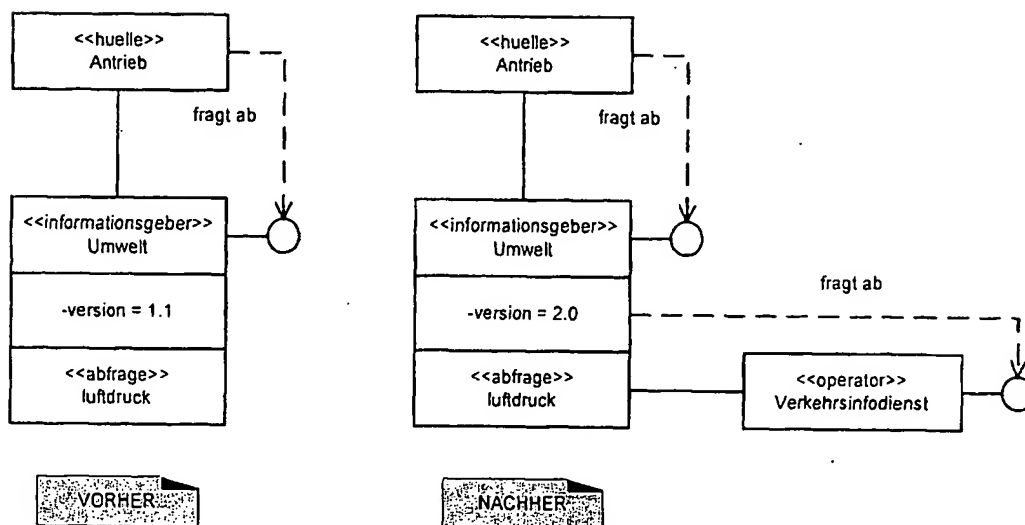 <<huelle>>
Antrieb
fragt ab
<<informationsgeber>>
Umwelt
-version = 1.1
<<abfrage>>
luftdruck
VORHER
<<huelle>>
Antrieb
fragt ab
<<informationsgeber>>
Umwelt
-version = 2.0
<<abfrage>>
luftdruck
fragt ab
<<operator>>
Verkehrsinfodienst
NACHHER